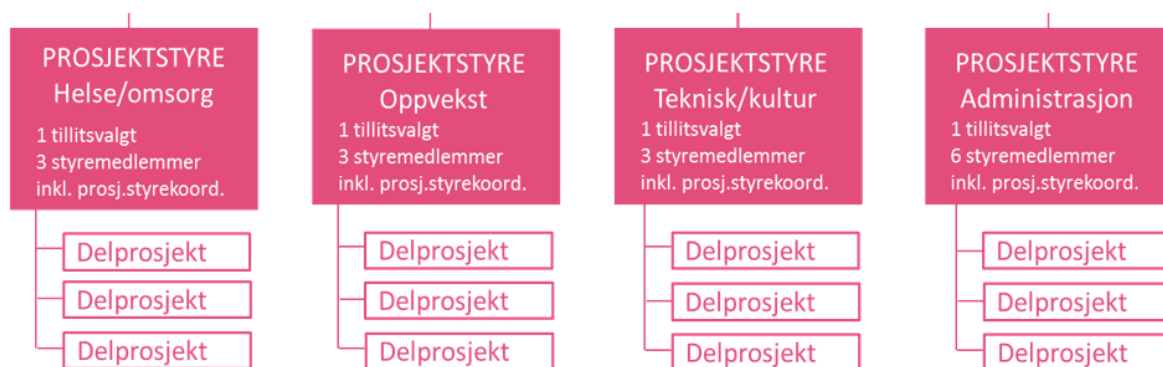 PROSJEKTSTYRE
Helse/omsorg
1 tillitsvalgt
3 styremedlemmer
inkl. prosj.styrekoord.
Delprosjekt
Delprosjekt
Delprosjekt
PROSJEKTSTYRE
Oppvekst
1 tillitsvalgt
3 styremedlemmer
inkl. prosj.styrekoord.
Delprosjekt
Delprosjekt
Delprosjekt
PROSJEKTSTYRE
Teknisk/kultur
1 tillitsvalgt
3 styremedlemmer
inkl. prosj.styrekoord.
Delprosjekt
Delprosjekt
Delprosjekt
PROSJEKTSTYRE
Administrasjon
1 tillitsvalgt
6 styremedlemmer
inkl. prosj.styrekoord.
Delprosjekt
Delprosjekt
Delprosjekt